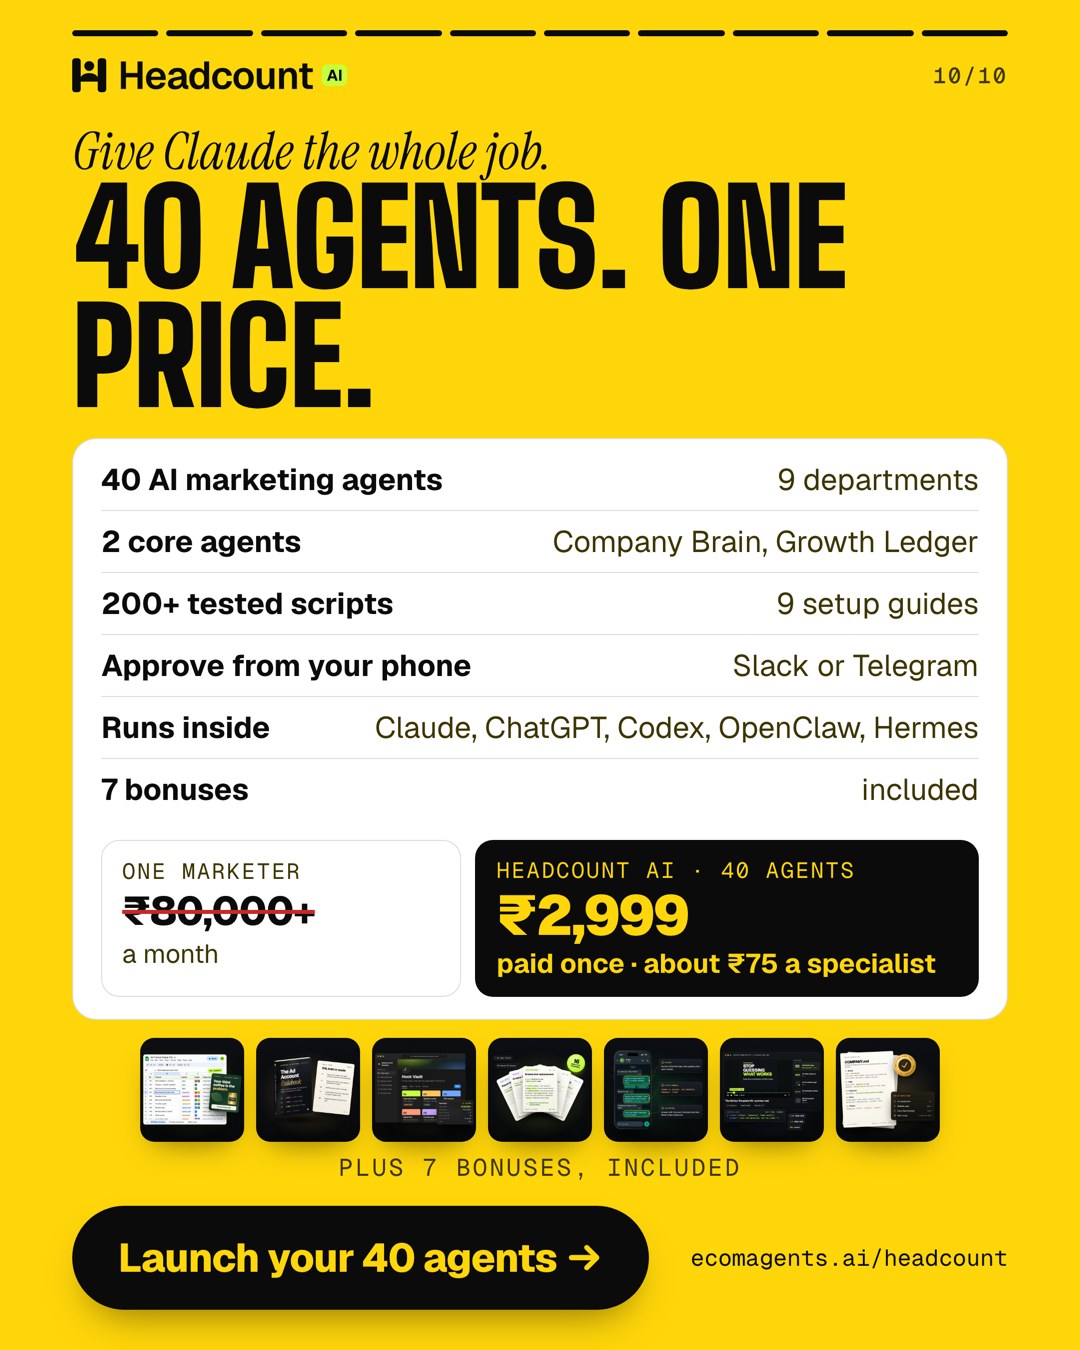 Headcount AI
10/10
Give Claude the whole job.
40 AGENTS. ONE
PRICE.
40 AI marketing agents 9 departments
2 core agents Company Brain, Growth Ledger
200+ tested scripts 9 setup guides
Approve from your phone Slack or Telegram
Runs inside Claude, ChatGPT, Codex, OpenClaw, Hermes
7 bonuses included
ONE MARKETER
₹80,000+
a month
HEADCOUNT AI · 40 AGENTS
₹2,999
paid once · about ₹75 a specialist
PLUS 7 BONUSES, INCLUDED
Launch your 40 agents →
ecomagents.ai/headcount